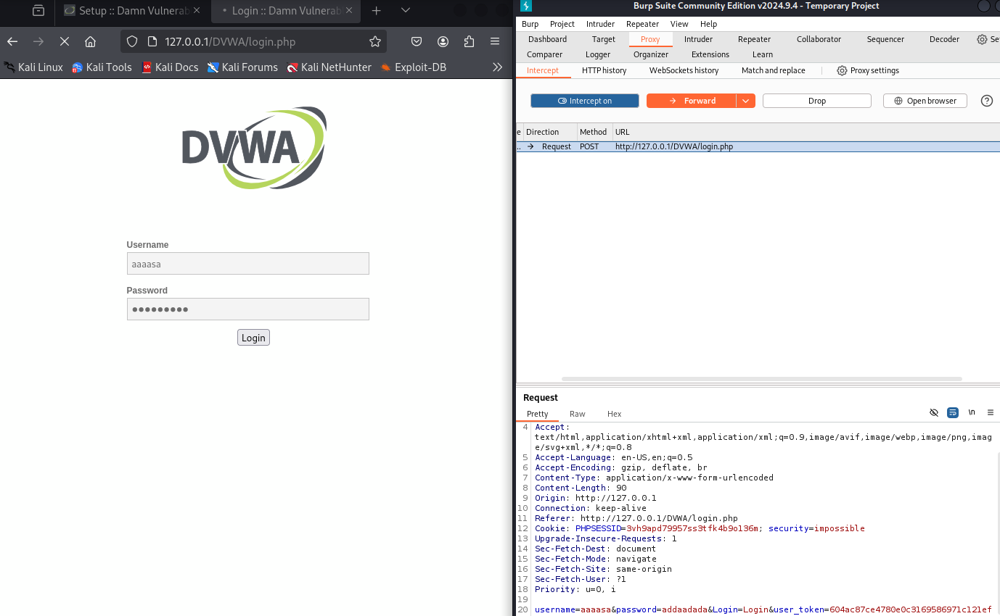 Setup :: Damn Vulnerab
Login :: Damn Vulnerab
127.0.0.1/DVWA/login.php
Kali Linux
Kali Tools
Kali Docs
Kali Forums
Kali NetHunter
Exploit-DB
DVWA
Username
aaaasa
Password
Login
Burp Suite Community Edition v2024.9.4 - Temporary Project
Burp Project Intruder Repeater View Help
Dashboard Target Proxy Intruder Repeater Collaborator Sequencer Decoder Se
Comparer Logger Organizer Extensions Learn
Intercept HTTP history WebSockets history Match and replace Proxy settings
Intercept on Forward Drop Open browser ?
e Direction Method URL
.. Request POST http://127.0.0.1/DVWA/login.php
Request
Pretty Raw Hex \n
4 Accept:
text/html,application/xhtml+xml,application/xml;q=0.9,image/avif,image/webp,image/png,imag
e/svg+xml,*/*;q=0.8
5 Accept-Language: en-US,en;q=0.5
6 Accept-Encoding: gzip, deflate, br
7 Content-Type: application/x-www-form-urlencoded
8 Content-Length: 90
9 Origin: http://127.0.0.1
10 Connection: keep-alive
11 Referer: http://127.0.0.1/DVWA/login.php
12 Cookie: PHPSESSID=3vh9apd79957ss3tfk4b9o136m; security=impossible
13 Upgrade-Insecure-Requests: 1
14 Sec-Fetch-Dest: document
15 Sec-Fetch-Mode: navigate
16 Sec-Fetch-Site: same-origin
17 Sec-Fetch-User: ?1
18 Priority: u=0, i
19
20 username=aaaasa&password=addaadada&Login=Login&user_token=604ac87ce4780e0c3169586971c121ef